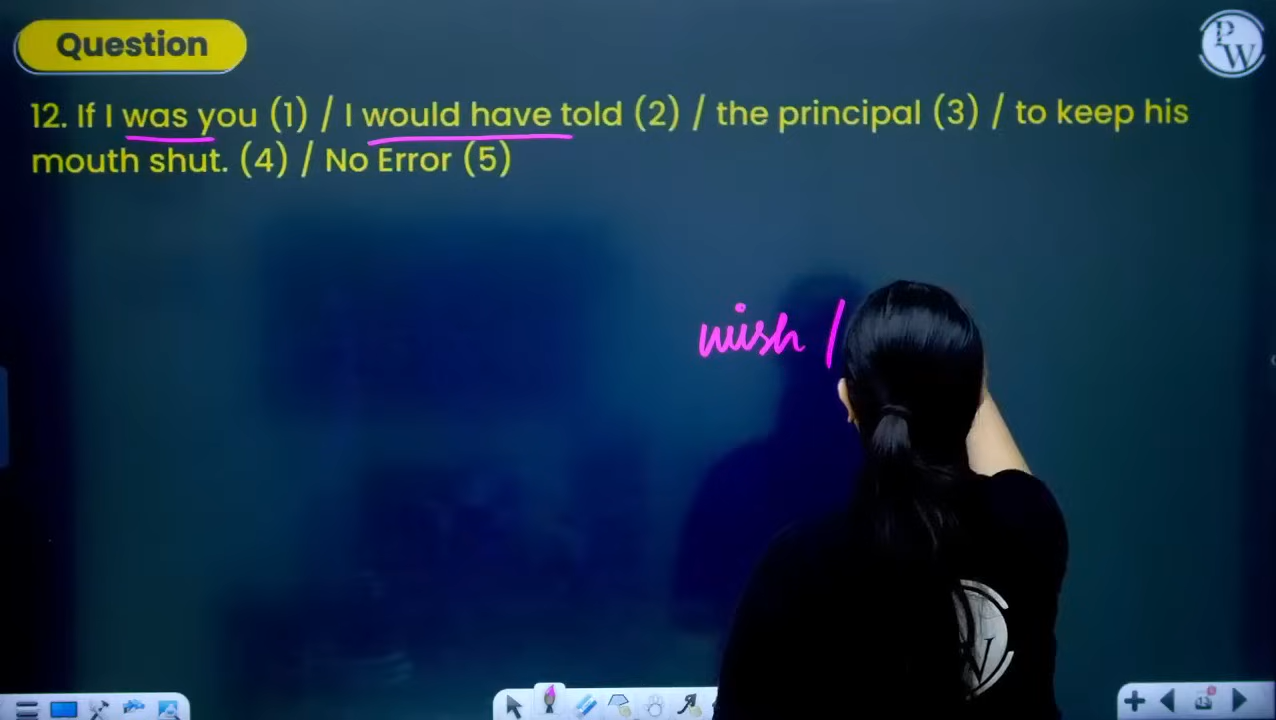 Question
PW
12. If I was you (1) / I would have told (2) / the principal (3) / to keep his
mouth shut. (4) / No Error (5)
wish /
W